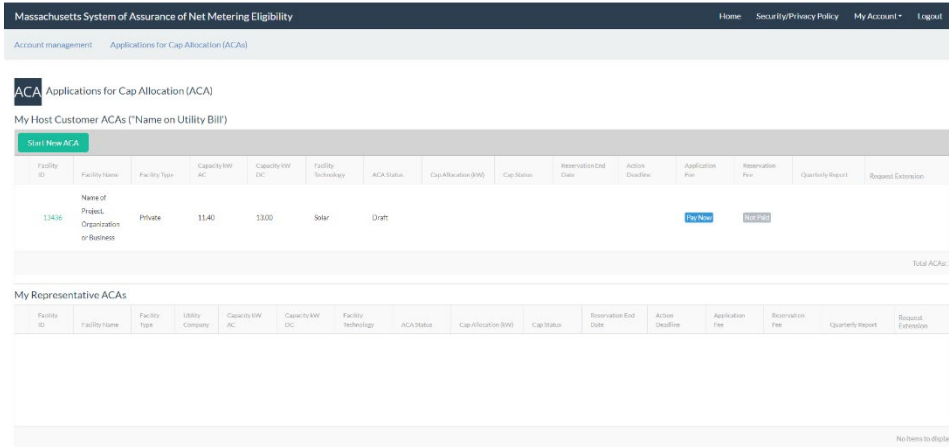 Massachusetts System of Assurance of Net Metering Eligibility Home Security/Privacy Policy My Account Logout
Account management Applications for Cap Allocation (ACAs)
ACA Applications for Cap Allocation (ACA)
My Host Customer ACAs ("Name on Utility Bill')
Start New ACA
Facility ID Facility Name Facility Type Capacity kW AC Capacity kW DC Facility Technology ACA Status Cap Allocation (kW) Cap Status Reservation End Date Action Deadline Application Fee Reservation Fee Quarterly Report Request Extension
13436 Name of Project, Organization or Business Private 11.40 13.00 Solar Draft Pay Now Not Paid
Total ACAs:
My Representative ACAs
Facility ID Facility Name Facility Type Utility Company Capacity kW AC Capacity kW DC Facility Technology ACA Status Cap Allocation (kW) Cap Status Reservation End Date Action Deadline Application Fee Reservation Fee Quarterly Report Request Extension
No items to displa